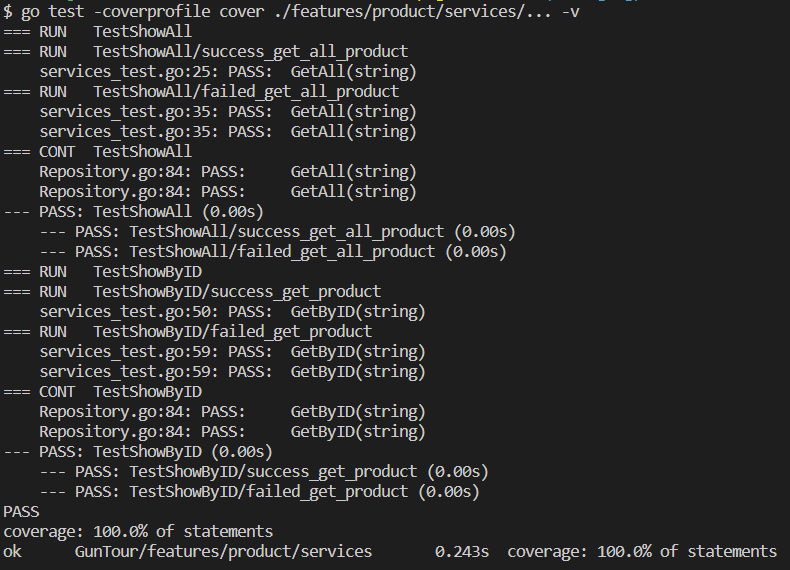 $ go test -coverprofile cover ./features/product/services/... -v
=== RUN   TestShowAll
=== RUN   TestShowAll/success_get_all_product
    services_test.go:25: PASS:  GetAll(string)
=== RUN   TestShowAll/failed_get_all_product
    services_test.go:35: PASS:  GetAll(string)
    services_test.go:35: PASS:  GetAll(string)
=== CONT  TestShowAll
    Repository.go:84: PASS:     GetAll(string)
    Repository.go:84: PASS:     GetAll(string)
--- PASS: TestShowAll (0.00s)
    --- PASS: TestShowAll/success_get_all_product (0.00s)
    --- PASS: TestShowAll/failed_get_all_product (0.00s)
=== RUN   TestShowByID
=== RUN   TestShowByID/success_get_product
    services_test.go:50: PASS:  GetByID(string)
=== RUN   TestShowByID/failed_get_product
    services_test.go:59: PASS:  GetByID(string)
    services_test.go:59: PASS:  GetByID(string)
=== CONT  TestShowByID
    Repository.go:84: PASS:     GetByID(string)
    Repository.go:84: PASS:     GetByID(string)
--- PASS: TestShowByID (0.00s)
    --- PASS: TestShowByID/success_get_product (0.00s)
    --- PASS: TestShowByID/failed_get_product (0.00s)
PASS
coverage: 100.0% of statements
ok      GunTour/features/product/services       0.243s  coverage: 100.0% of statements